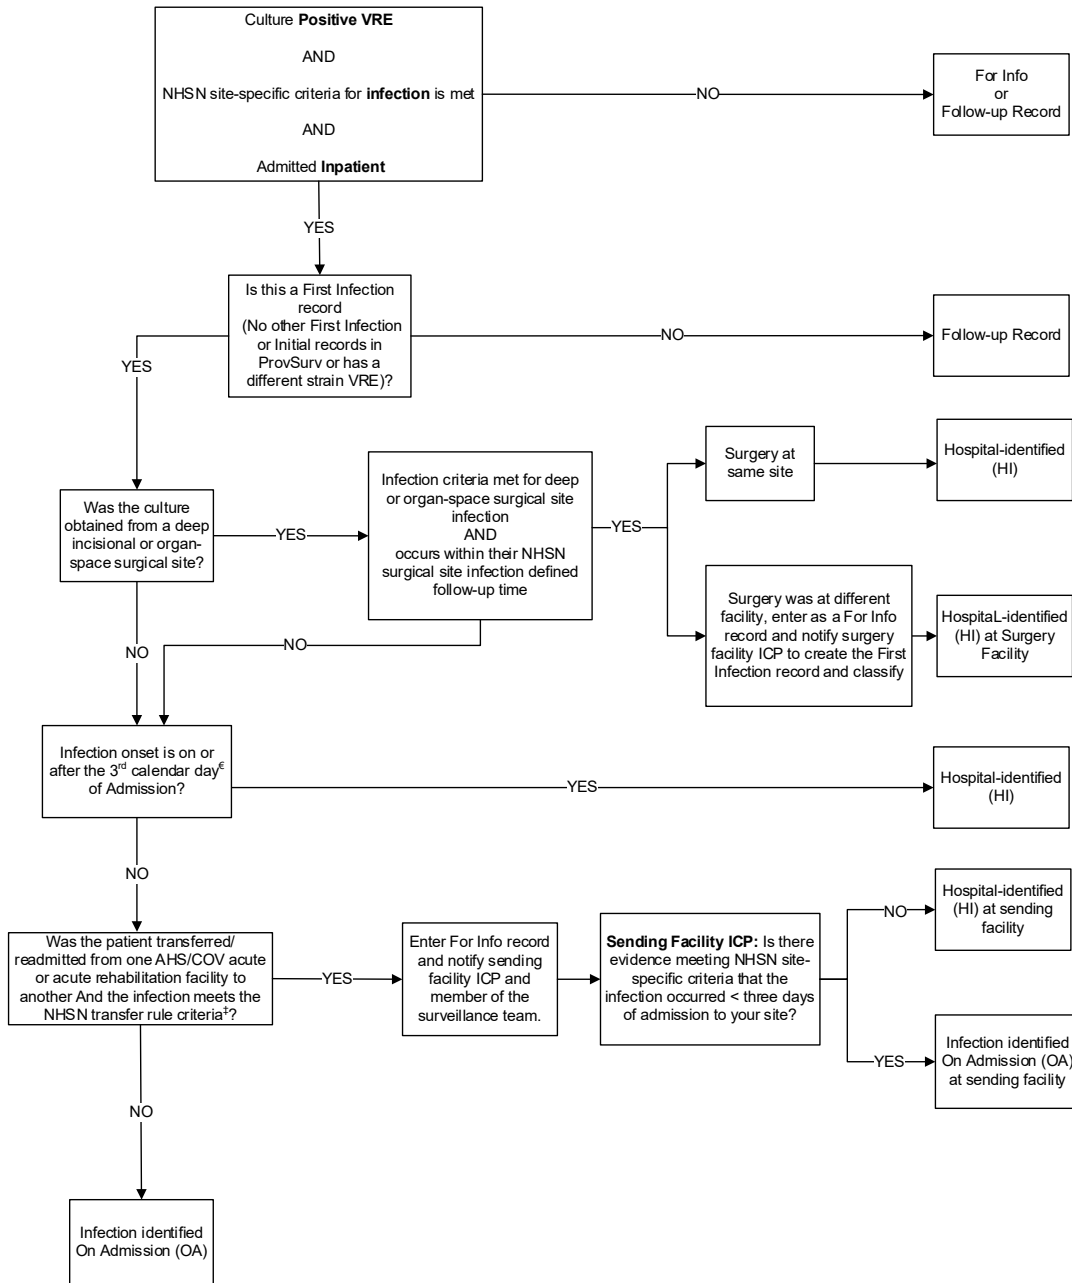 Culture Positive VRE
AND
NHSN site-specific criteria for infection is met
AND
Admitted Inpatient
NO
For Info
or
Follow-up Record
YES
Is this a First Infection
record
(No other First Infection
or Initial records in
ProvSurv or has a
different strain VRE)?
NO
Follow-up Record
YES
Was the culture
obtained from a deep
incisional or organ-
space surgical site?
YES
Infection criteria met for deep
or organ-space surgical site
infection
AND
occurs within their NHSN
surgical site infection defined
follow-up time
YES
Surgery at
same site
Hospital-identified
(HI)
Surgery was at different
facility, enter as a For Info
record and notify surgery
facility ICP to create the First
Infection record and classify
HospitaL-identified
(HI) at Surgery
Facility
NO
NO
Infection onset is on or
after the 3rd calendar day€
of Admission?
YES
Hospital-identified
(HI)
NO
Was the patient transferred/
readmitted from one AHS/COV acute
or acute rehabilitation facility to
another And the infection meets the
NHSN transfer rule criteria‡?
YES
Enter For Info record
and notify sending
facility ICP and
member of the
surveillance team.
Sending Facility ICP: Is there
evidence meeting NHSN site-
specific criteria that the
infection occurred < three days
of admission to your site?
NO
Hospital-identified
(HI) at sending
facility
YES
Infection identified
On Admission (OA)
at sending facility
NO
Infection identified
On Admission (OA)